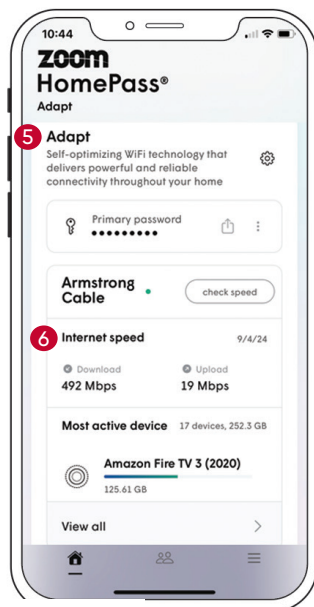 10:44
zoom
HomePass®
Adapt
5 Adapt
Self-optimizing WiFi technology that
delivers powerful and reliable
connectivity throughout your home
Primary password
•••••••••
Armstrong
Cable
check speed
6 Internet speed 9/4/24
Download Upload
492 Mbps 19 Mbps
Most active device 17 devices, 252.3 GB
Amazon Fire TV 3 (2020)
125.61 GB
View all